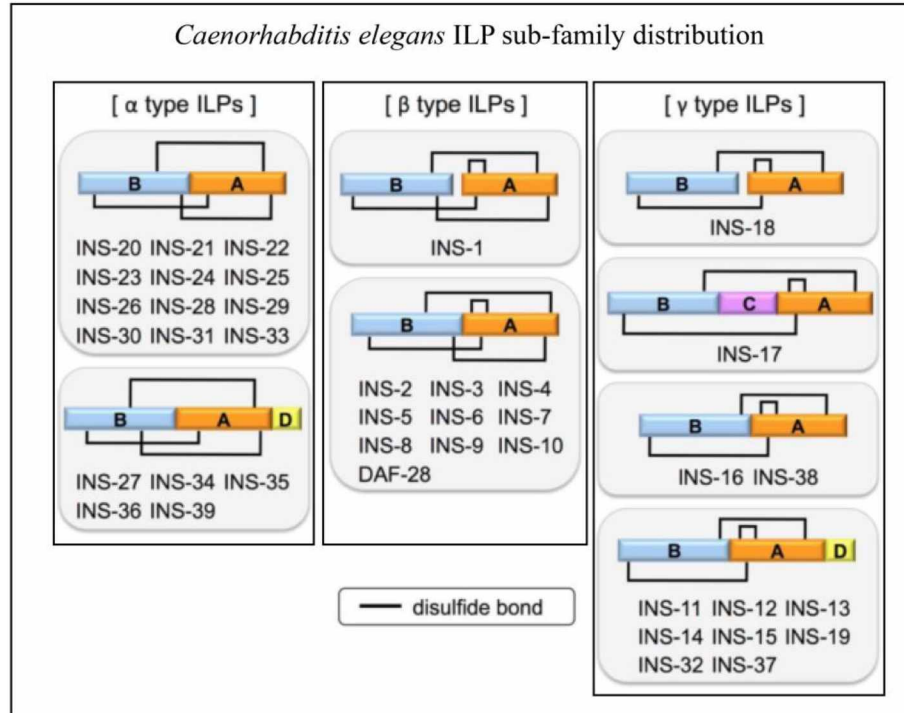 Caenorhabditis elegans ILP sub-family distribution
[ α type ILPs ]
B A
INS-20 INS-21 INS-22
INS-23 INS-24 INS-25
INS-26 INS-28 INS-29
INS-30 INS-31 INS-33
B A D
INS-27 INS-34 INS-35
INS-36 INS-39
[ β type ILPs ]
B A
INS-1
B A
INS-2 INS-3 INS-4
INS-5 INS-6 INS-7
INS-8 INS-9 INS-10
DAF-28
disulfide bond
[ γ type ILPs ]
B A
INS-18
B C A
INS-17
B A
INS-16 INS-38
B A D
INS-11 INS-12 INS-13
INS-14 INS-15 INS-19
INS-32 INS-37